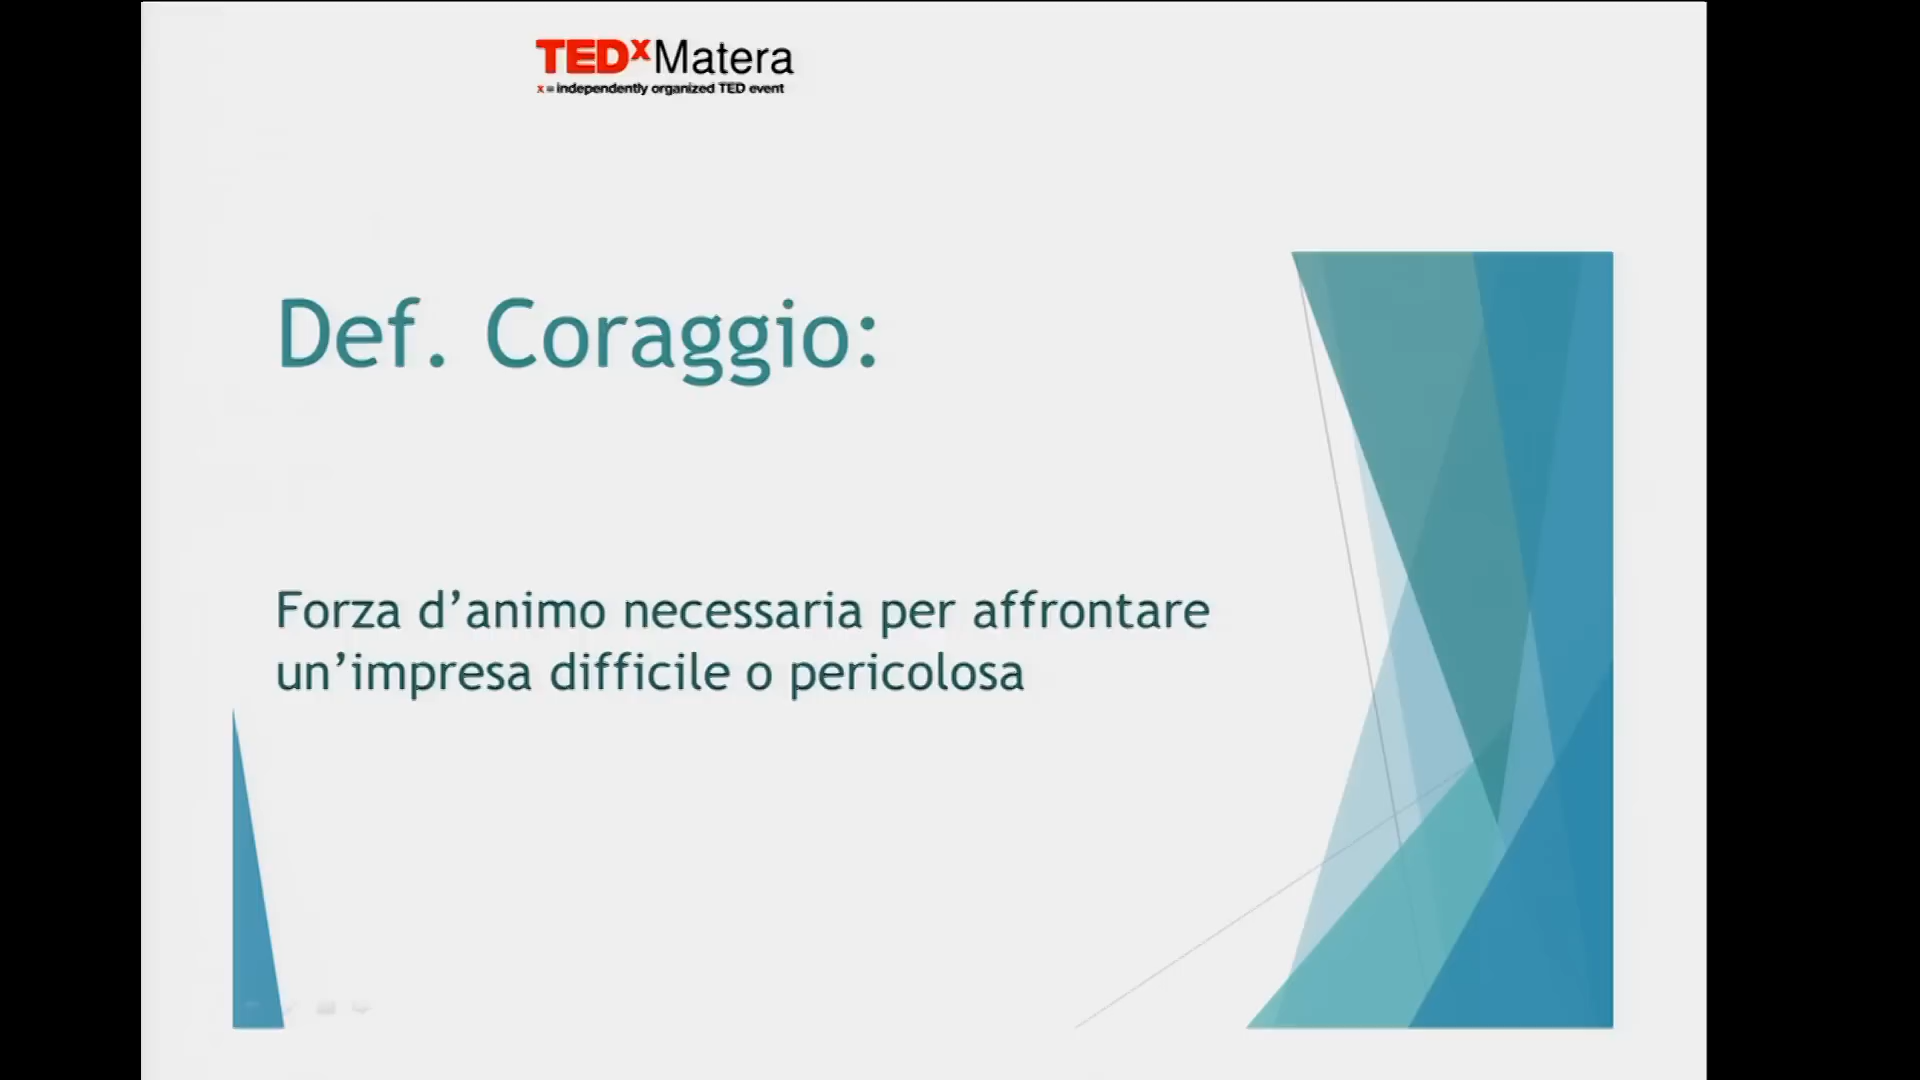 TEDxMatera
x = independently organized TED event
Def. Coraggio:
Forza d’animo necessaria per affrontare
un’impresa difficile o pericolosa